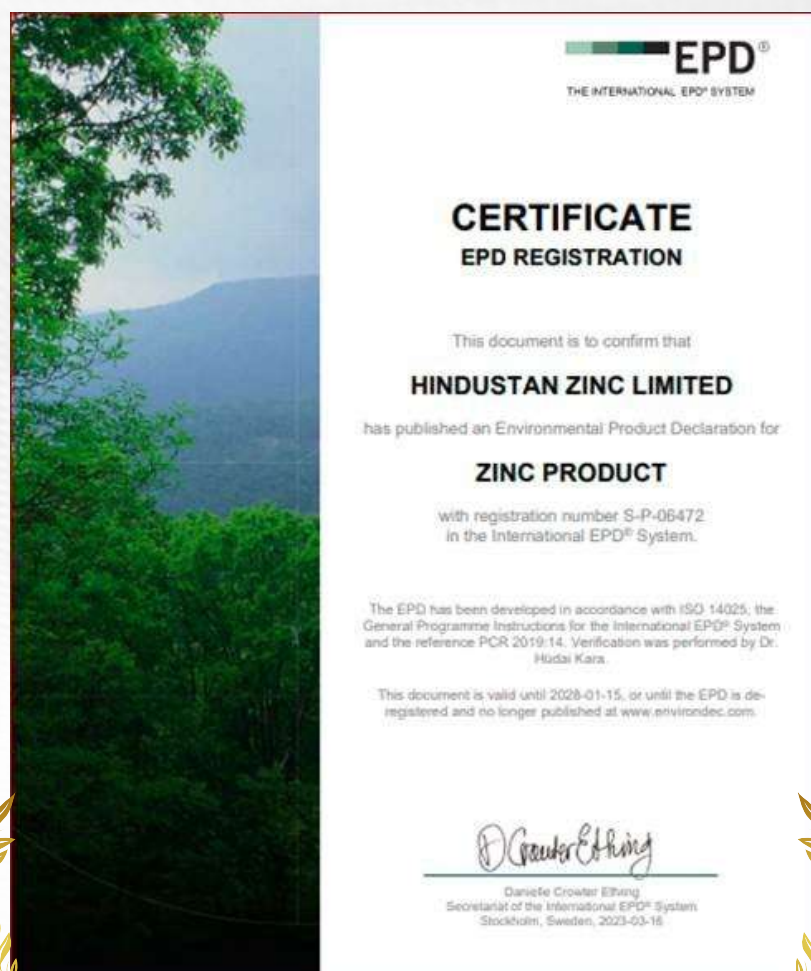 EPD®
THE INTERNATIONAL EPD® SYSTEM
CERTIFICATE
EPD REGISTRATION
This document is to confirm that
HINDUSTAN ZINC LIMITED
has published an Environmental Product Declaration for
ZINC PRODUCT
with registration number S-P-06472
in the International EPD® System.
The EPD has been developed in accordance with ISO 14025, the
General Programme Instructions for the International EPD® System
and the reference PCR 2019:14. Verification was performed by Dr.
Hüdai Kara.
This document is valid until 2028-01-15, or until the EPD is de-
registered and no longer published at www.environdec.com.
D Crowter Ethving
Danielle Crowter Ethving
Secretariat of the International EPD® System
Stockholm, Sweden, 2023-03-16